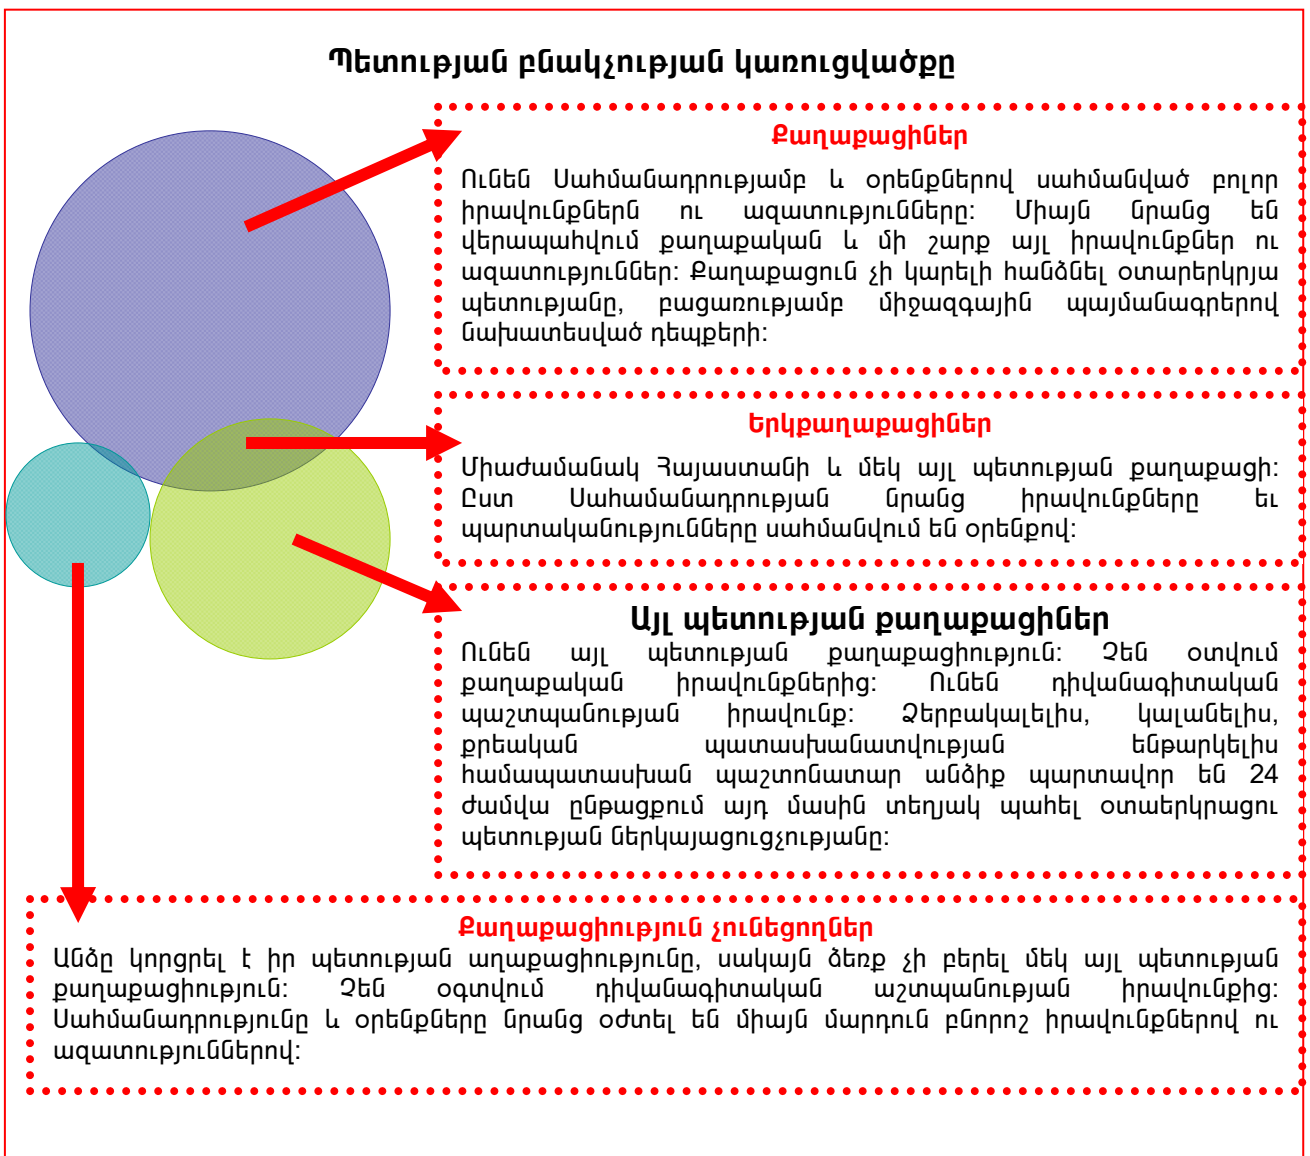 Պետության բնակչության կառուցվածքը
Քաղաքացիներ
Ունեն Սահմանադրությամբ և օրենքներով սահմանված բոլոր
իրավունքներն ու ազատությունները: Միայն նրանց են
վերապահվում քաղաքական և մի շարք այլ իրավունքներ ու
ազատություններ: Քաղաքացուն չի կարելի հանձնել օտարերկրյա
պետությանը, բացառությամբ միջազգային պայմանագրերով
նախատեսված դեպքերի:
Երկքաղաքացիներ
Միաժամանակ Հայաստանի և մեկ այլ պետության քաղաքացի:
Ըստ Սահամանադրության նրանց իրավունքները եւ
պարտականությունները սահմանվում են օրենքով:
Այլ պետության քաղաքացիներ
Ունեն այլ պետության քաղաքացիություն: Չեն օտվում
քաղաքական իրավունքներից: Ունեն դիվանագիտական
պաշտպանության իրավունք: Ձերբակալելիս, կալանելիս,
քրեական պատասխանատվության ենթարկելիս
համապատասխան պաշտոնատար անձիք պարտավոր են 24
ժամվա ընթացքում այդ մասին տեղյակ պահել օտաերկրացու
պետության ներկայացուցչությանը:
Քաղաքացիություն չունեցողներ
Անձը կորցրել է իր պետության աղաքացիությունը, սակայն ձեռք չի բերել մեկ այլ պետության
քաղաքացիություն: Չեն օգտվում դիվանագիտական աշտպանության իրավունքից:
Սահմանադրությունը և օրենքները նրանց օժտել են միայն մարդուն բնորոշ իրավունքներով ու
ազատություններով: